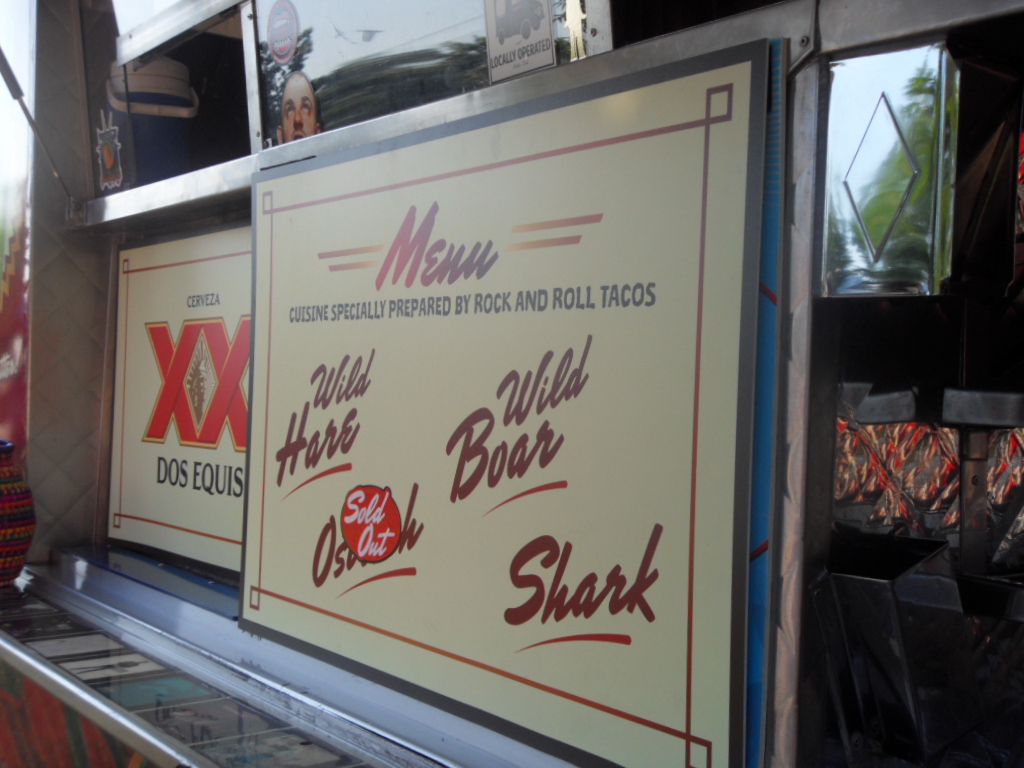 LOCALLY OPERATED
Menu
CUISINE SPECIALLY PREPARED BY ROCK AND ROLL TACOS
CERVEZA
XX
DOS EQUIS
Wild
Hare
Wild
Boar
Sold
Out
Shark